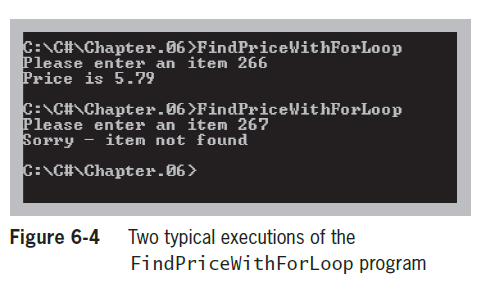 C:\C#\Chapter.06>FindPriceWithForLoop
Please enter an item 266
Price is 5.79
C:\C#\Chapter.06>FindPriceWithForLoop
Please enter an item 267
Sorry - item not found
C:\C#\Chapter.06>
Figure 6-4 Two typical executions of the
FindPriceWithForLoop program